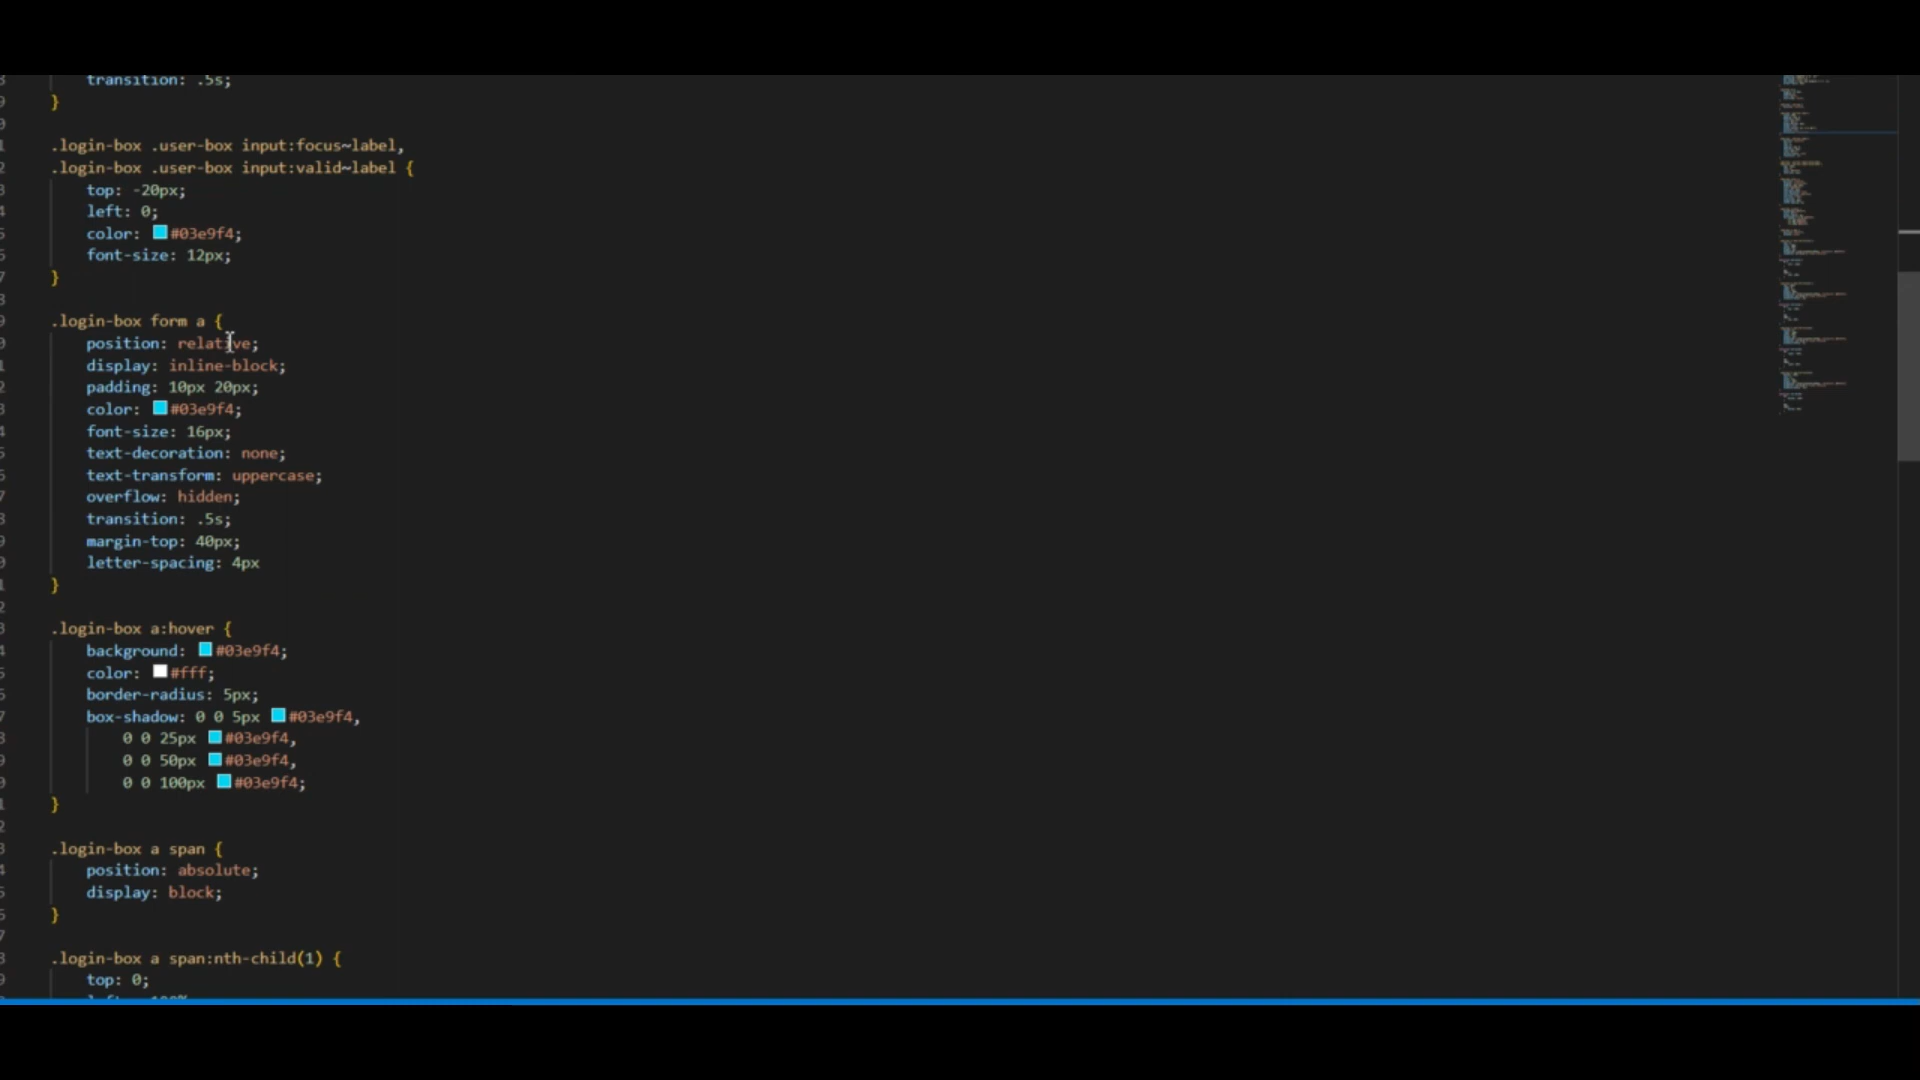 transition: .5s;
}
.login-box .user-box input:focus~label,
.login-box .user-box input:valid~label {
top: -20px;
left: 0;
color: #03e9f4;
font-size: 12px;
}
.login-box form a {
position: relative;
display: inline-block;
padding: 10px 20px;
color: #03e9f4;
font-size: 16px;
text-decoration: none;
text-transform: uppercase;
overflow: hidden;
transition: .5s;
margin-top: 40px;
letter-spacing: 4px
}
.login-box a:hover {
background: #03e9f4;
color: #fff;
border-radius: 5px;
box-shadow: 0 0 5px #03e9f4,
0 0 25px #03e9f4,
0 0 50px #03e9f4,
0 0 100px #03e9f4;
}
.login-box a span {
position: absolute;
display: block;
}
.login-box a span:nth-child(1) {
top: 0;